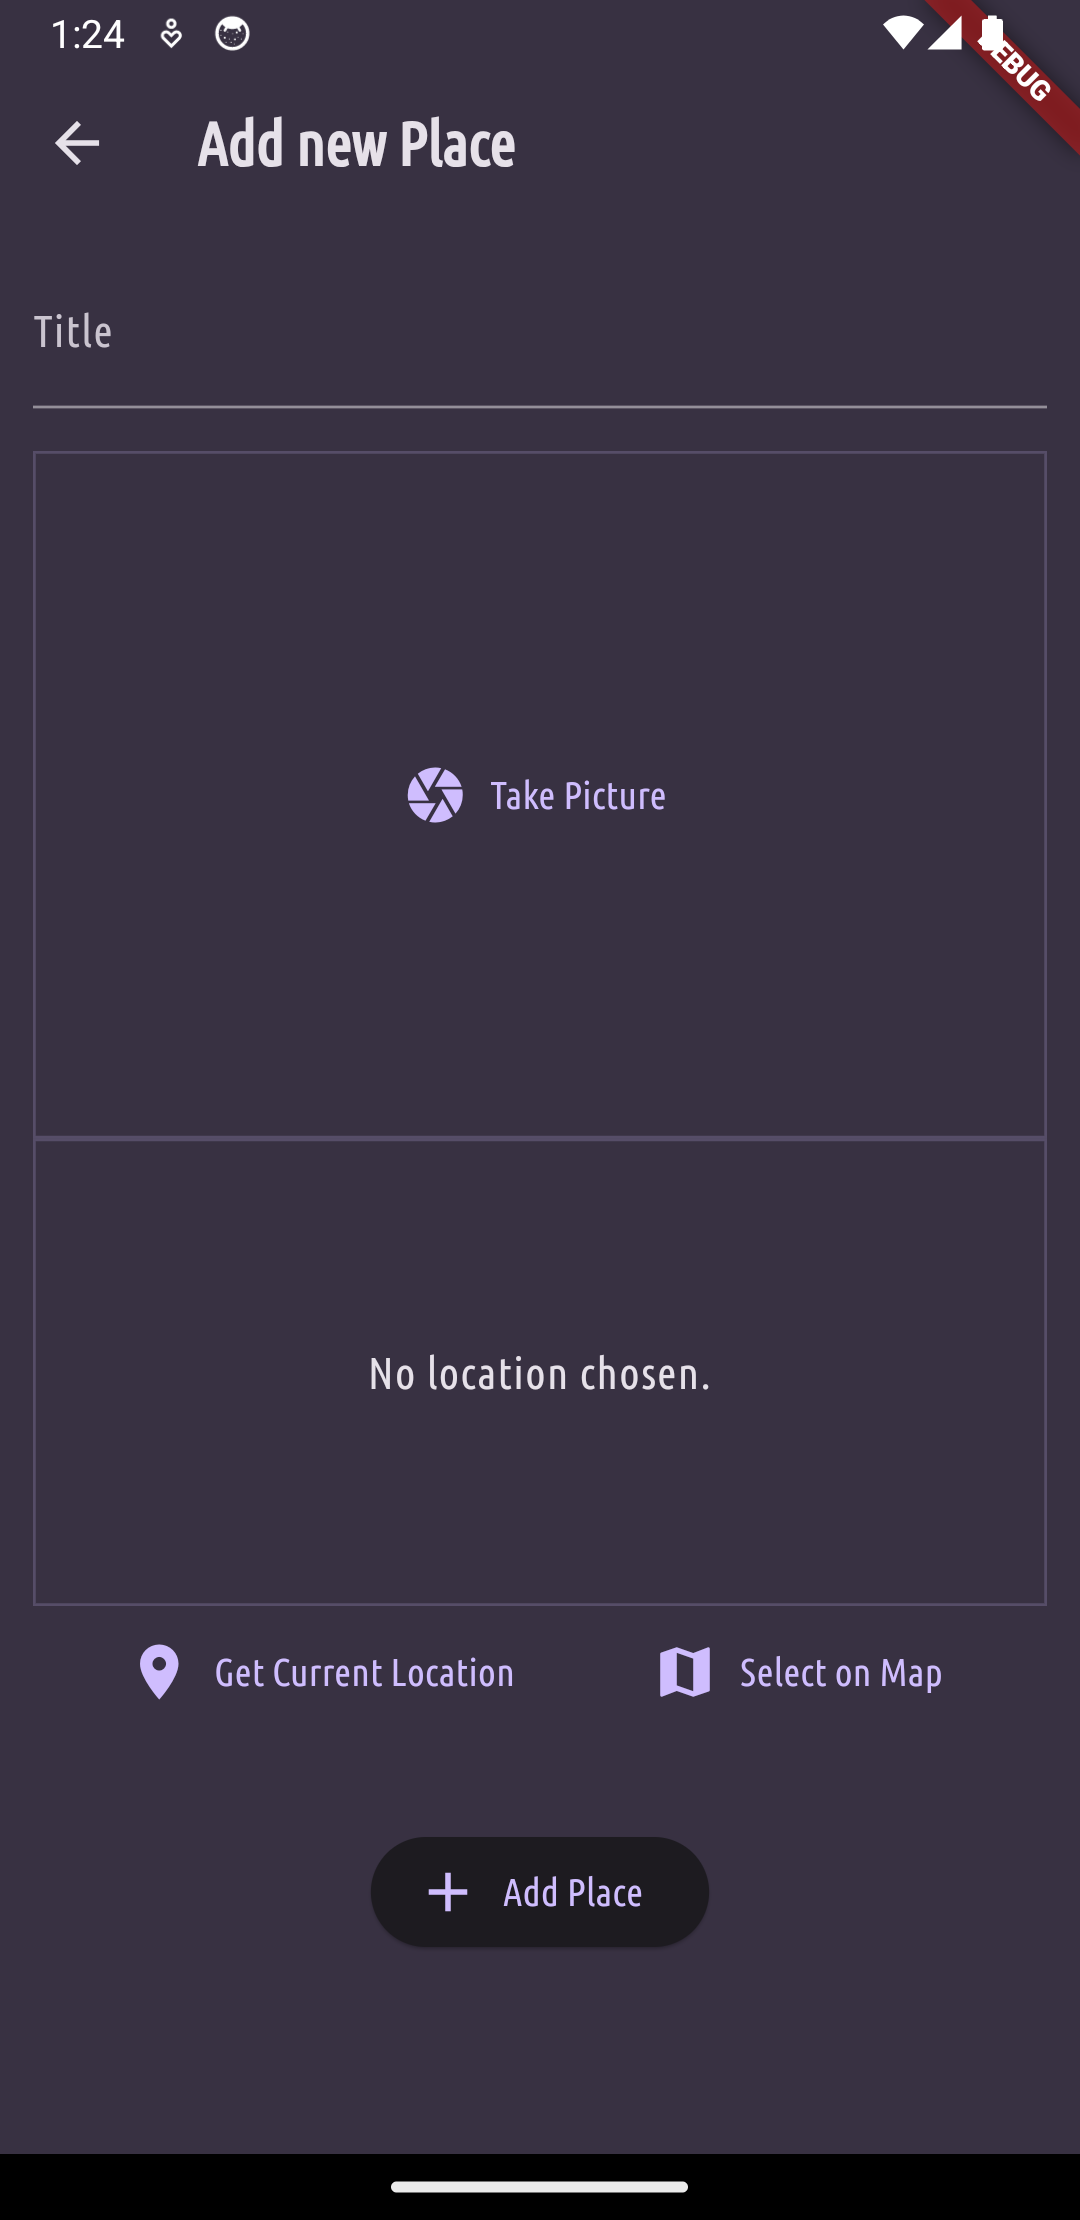 1:24
EBUG
Add new Place
Title
Take Picture
No location chosen.
Get Current Location
Select on Map
Add Place